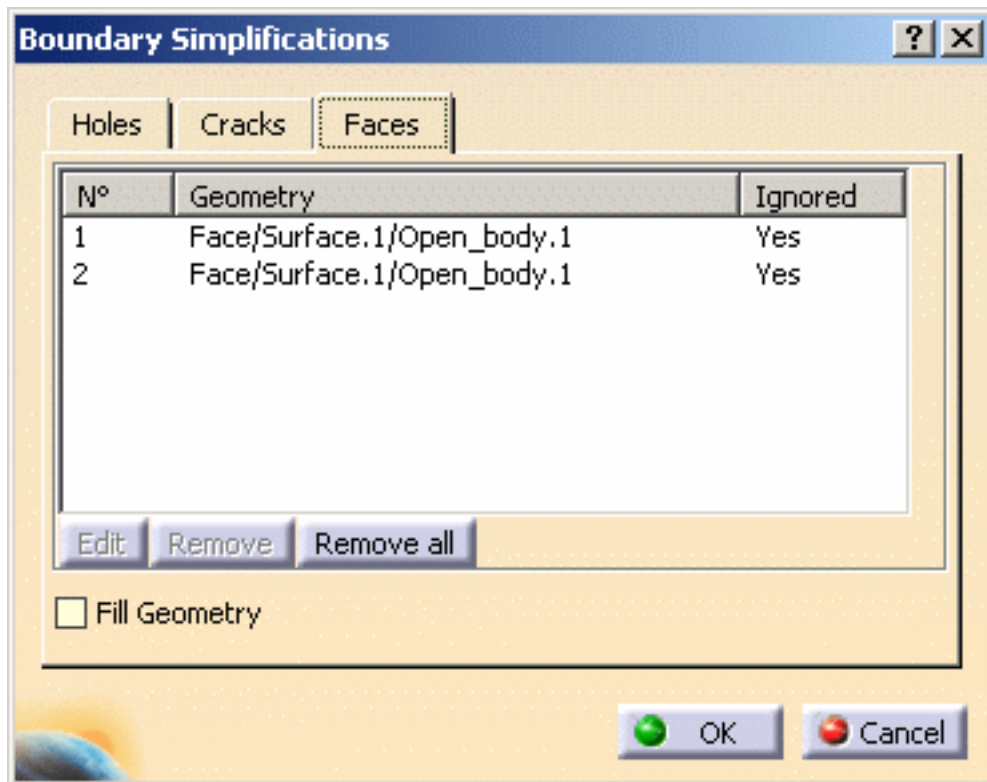 Boundary Simplifications
Holes Cracks Faces
N° Geometry Ignored
1 Face/Surface.1/Open_body.1 Yes
2 Face/Surface.1/Open_body.1 Yes
Edit Remove Remove all
Fill Geometry
OK Cancel